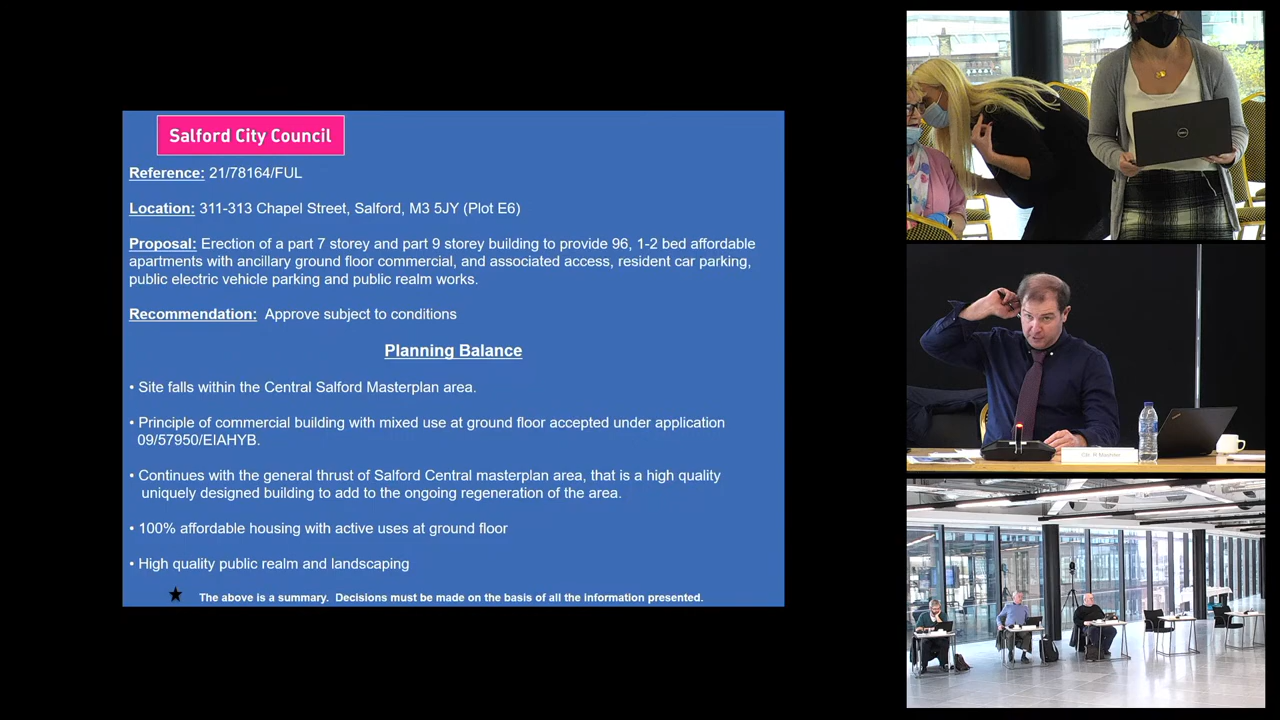 Salford City Council
Reference: 21/78164/FUL
Location: 311-313 Chapel Street, Salford, M3 5JY (Plot E6)
Proposal: Erection of a part 7 storey and part 9 storey building to provide 96, 1-2 bed affordable
apartments with ancillary ground floor commercial, and associated access, resident car parking,
public electric vehicle parking and public realm works.
Recommendation: Approve subject to conditions
Planning Balance
• Site falls within the Central Salford Masterplan area.
• Principle of commercial building with mixed use at ground floor accepted under application
09/57950/EIAHYB.
• Continues with the general thrust of Salford Central masterplan area, that is a high quality
uniquely designed building to add to the ongoing regeneration of the area.
• 100% affordable housing with active uses at ground floor
• High quality public realm and landscaping
★ The above is a summary. Decisions must be made on the basis of all the information presented.
DELL